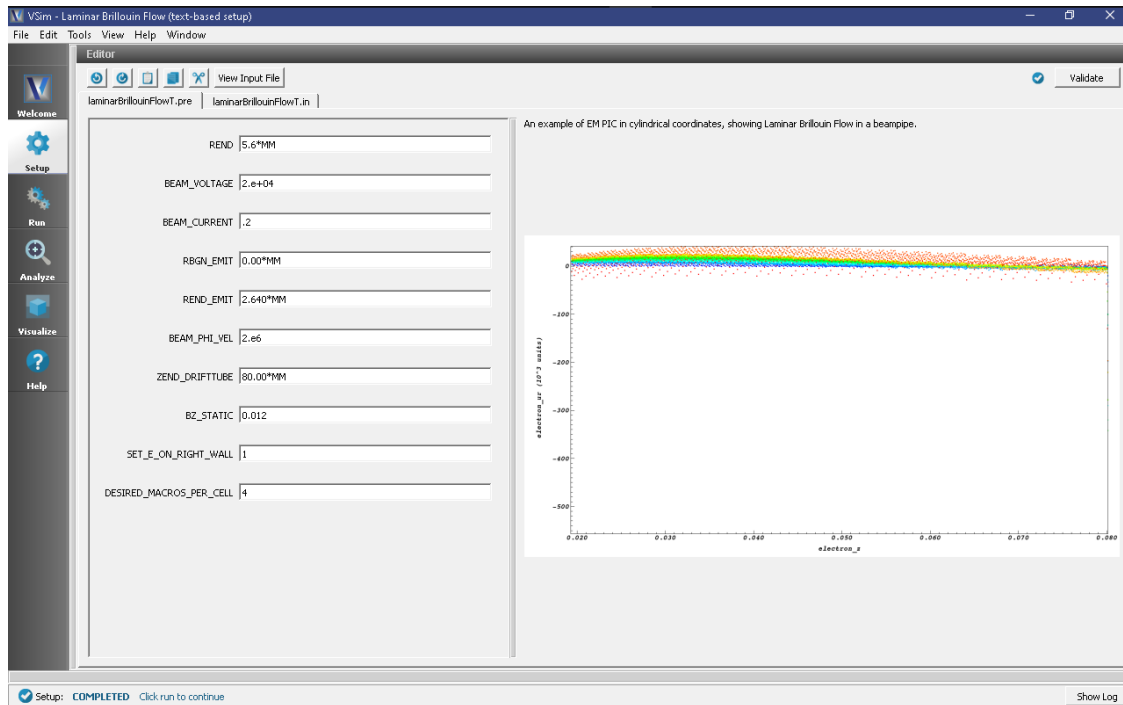 VSim - Laminar Brillouin Flow (text-based setup)
File Edit Tools View Help Window
Editor
View Input File
Validate
laminarBrillouinFlowT.pre
laminarBrillouinFlowT.in
Welcome
Setup
Run
Analyze
Visualize
Help
REND 5.6*MM
BEAM_VOLTAGE 2.e+04
BEAM_CURRENT .2
RBGN_EMIT 0.00*MM
REND_EMIT 2.640*MM
BEAM_PHI_VEL 2.e6
ZEND_DRIFTTUBE 80.00*MM
BZ_STATIC 0.012
SET_E_ON_RIGHT_WALL 1
DESIRED_MACROS_PER_CELL 4
An example of EM PIC in cylindrical coordinates, showing Laminar Brillouin Flow in a beampipe.
electron_ur (10^3 units)
0
-100
-200
-300
-400
-500
0.020 0.030 0.040 0.050 0.060 0.070 0.080
electron_z
Setup: COMPLETED Click run to continue
Show Log